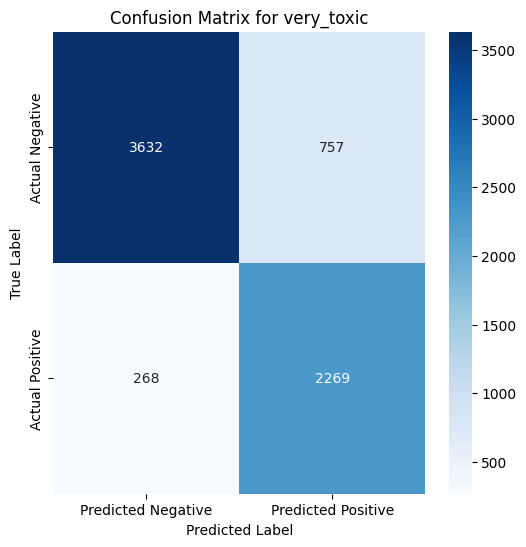 Confusion Matrix for very_toxic
True Label
Actual Negative
Actual Positive
3632 757
268 2269
Predicted Negative Predicted Positive
Predicted Label
3500
3000
2500
2000
1500
1000
500